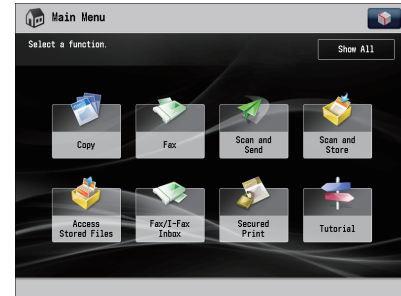 Main Menu
Select a function.
Show All
Copy
Fax
Scan and
Send
Scan and
Store
Access
Stored Files
Fax/I-Fax
Inbox
Secured
Print
Tutorial